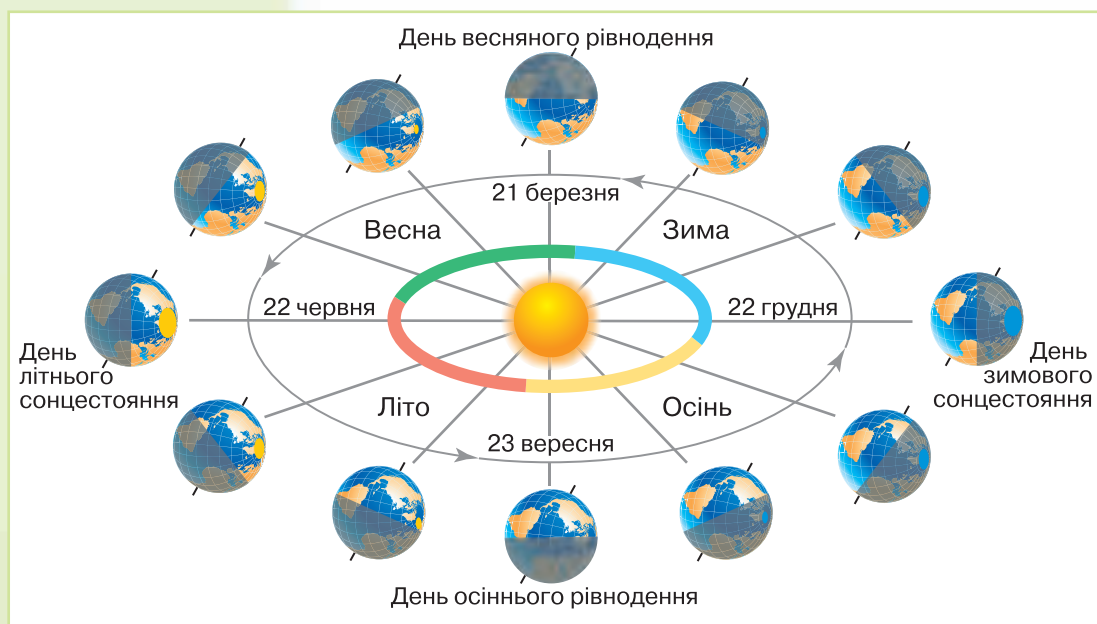 День весняного рівнодення
21 березня
Весна
Зима
22 червня
22 грудня
День
літнього
сонцестояння
День
зимового
сонцестояння
Літо
Осінь
23 вересня
День осіннього рівнодення